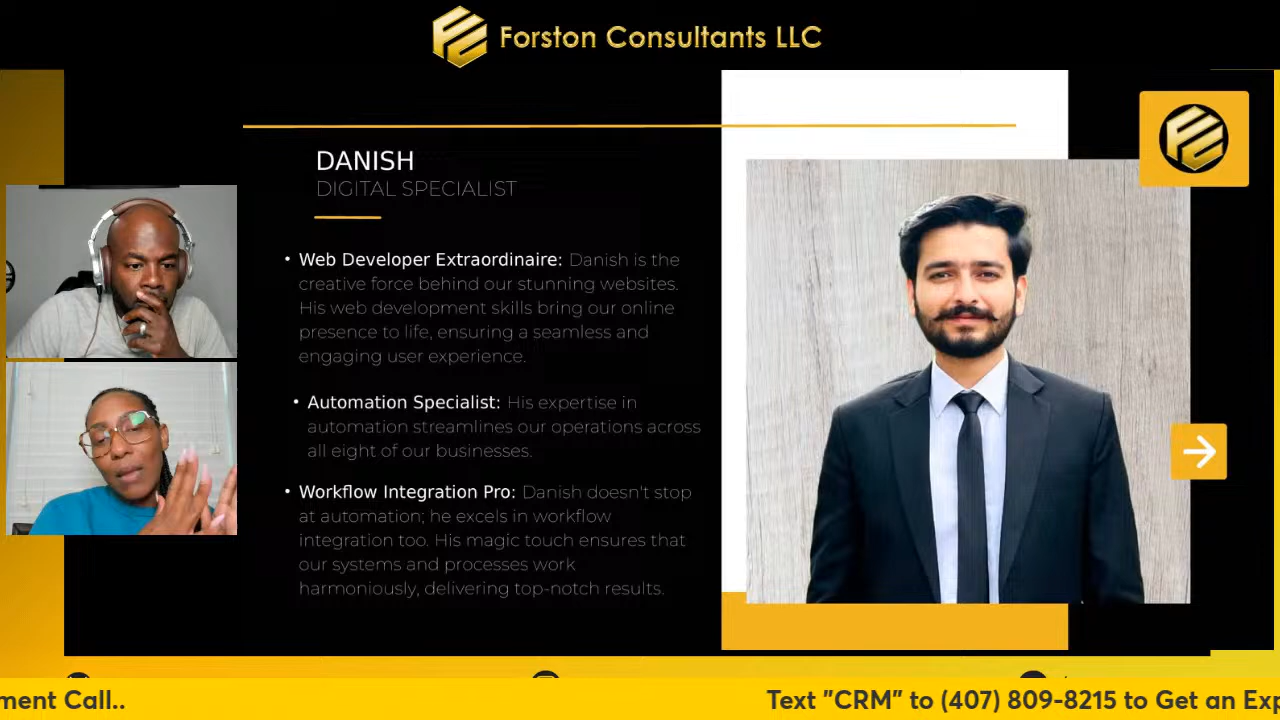 Forston Consultants LLC
DANISH
DIGITAL SPECIALIST
• Web Developer Extraordinaire: Danish is the
creative force behind our stunning websites.
His web development skills bring our online
presence to life, ensuring a seamless and
engaging user experience.
• Automation Specialist: His expertise in
automation streamlines our operations across
all eight of our businesses.
• Workflow Integration Pro: Danish doesn't stop
at automation; he excels in workflow
integration too. His magic touch ensures that
our systems and processes work
harmoniously, delivering top-notch results.
ment Call.. Text "CRM" to (407) 809-8215 to Get an Exp